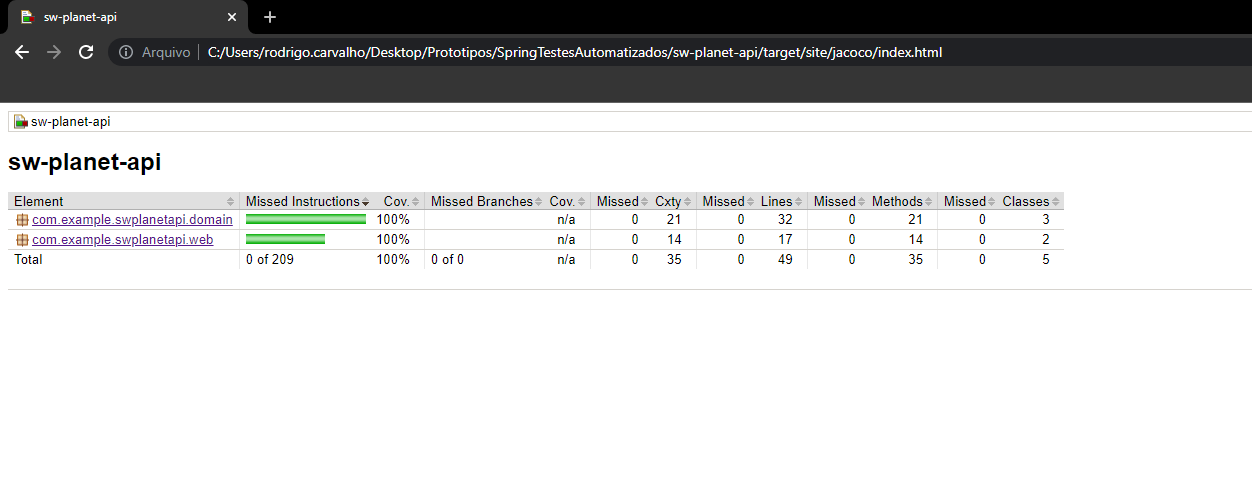 sw-planet-api
Arquivo C:/Users/rodrigo.carvalho/Desktop/Prototipos/SpringTestesAutomatizados/sw-planet-api/target/site/jacoco/index.html
sw-planet-api
sw-planet-api
Element Missed Instructions Cov. Missed Branches Cov. Missed Cxty Missed Lines Missed Methods Missed Classes
com.example.swplanetapi.domain 100% n/a 0 21 0 32 0 21 0 3
com.example.swplanetapi.web 100% n/a 0 14 0 17 0 14 0 2
Total 0 of 209 100% 0 of 0 n/a 0 35 0 49 0 35 0 5